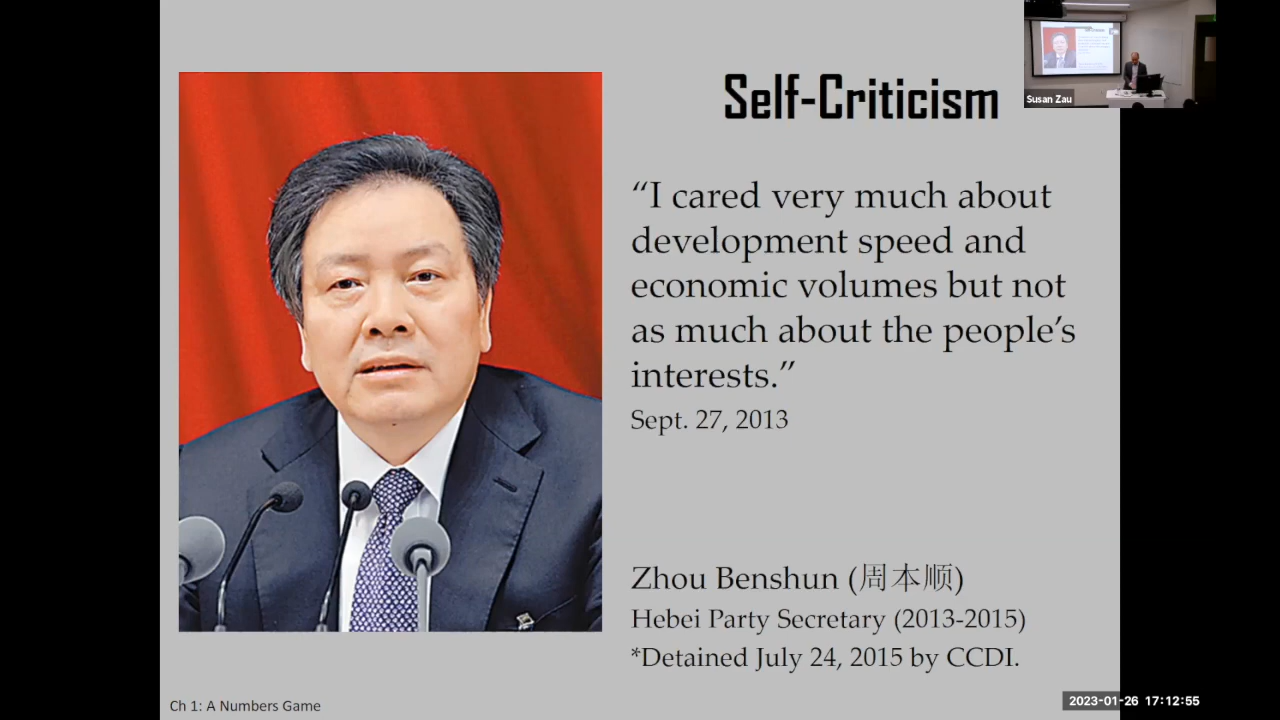 Self-Criticism
Susan Zau
“I cared very much about
development speed and
economic volumes but not
as much about the people’s
interests.”
Sept. 27, 2013
Zhou Benshun (周本顺)
Hebei Party Secretary (2013-2015)
*Detained July 24, 2015 by CCDI.
Ch 1: A Numbers Game
2023-01-26 17:12:55